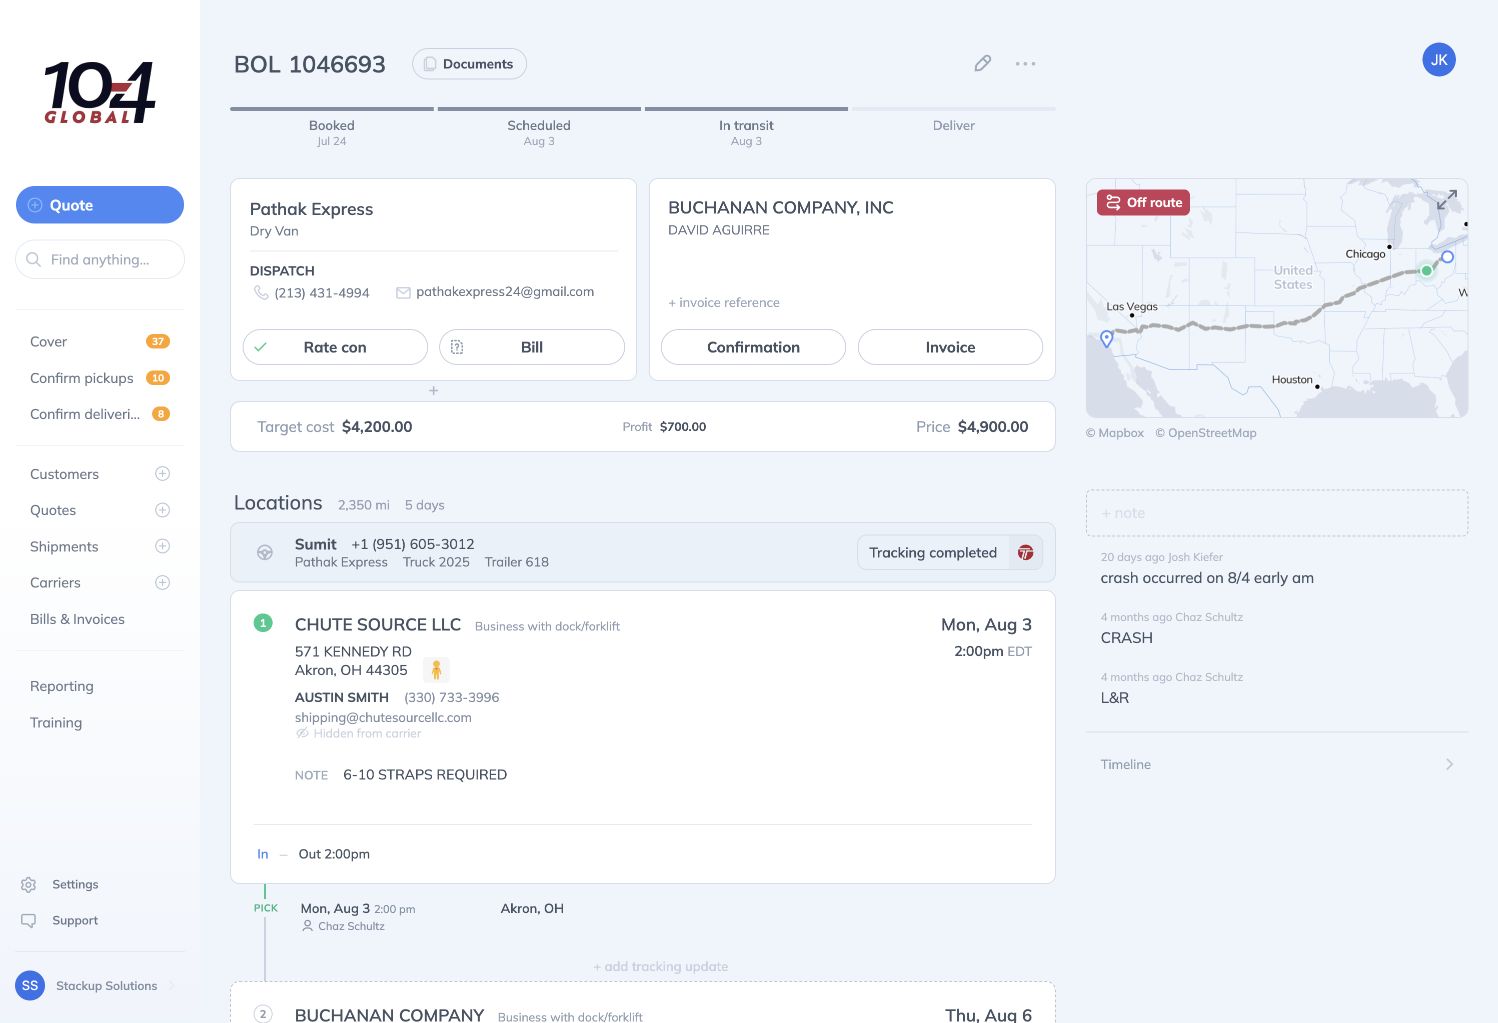 104
GLOBAL
Quote
Find anything...
Cover 37
Confirm pickups 10
Confirm deliveri... 8
Customers
Quotes
Shipments
Carriers
Bills & Invoices
Reporting
Training
Settings
Support
SS Stackup Solutions
BOL 1046693 Documents
JK
Booked
Jul 24
Scheduled
Aug 3
In transit
Aug 3
Deliver
Pathak Express
Dry Van
DISPATCH
(213) 431-4994 pathakexpress24@gmail.com
Rate con
Bill
BUCHANAN COMPANY, INC
DAVID AGUIRRE
+ invoice reference
Confirmation
Invoice
+
Target cost $4,200.00 Profit $700.00 Price $4,900.00
Locations 2,350 mi 5 days
Sumit +1 (951) 605-3012
Pathak Express Truck 2025 Trailer 618
Tracking completed
1 CHUTE SOURCE LLC Business with dock/forklift Mon, Aug 3
571 KENNEDY RD 2:00pm EDT
Akron, OH 44305
AUSTIN SMITH (330) 733-3996
shipping@chutesourcellc.com
Hidden from carrier
NOTE 6-10 STRAPS REQUIRED
In – Out 2:00pm
PICK Mon, Aug 3 2:00 pm Akron, OH
Chaz Schultz
+ add tracking update
2 BUCHANAN COMPANY Business with dock/forklift Thu, Aug 6
Off route
Chicago
United
States
Las Vegas
W
Houston
© Mapbox © OpenStreetMap
+ note
20 days ago Josh Kiefer
crash occurred on 8/4 early am
4 months ago Chaz Schultz
CRASH
4 months ago Chaz Schultz
L&R
Timeline